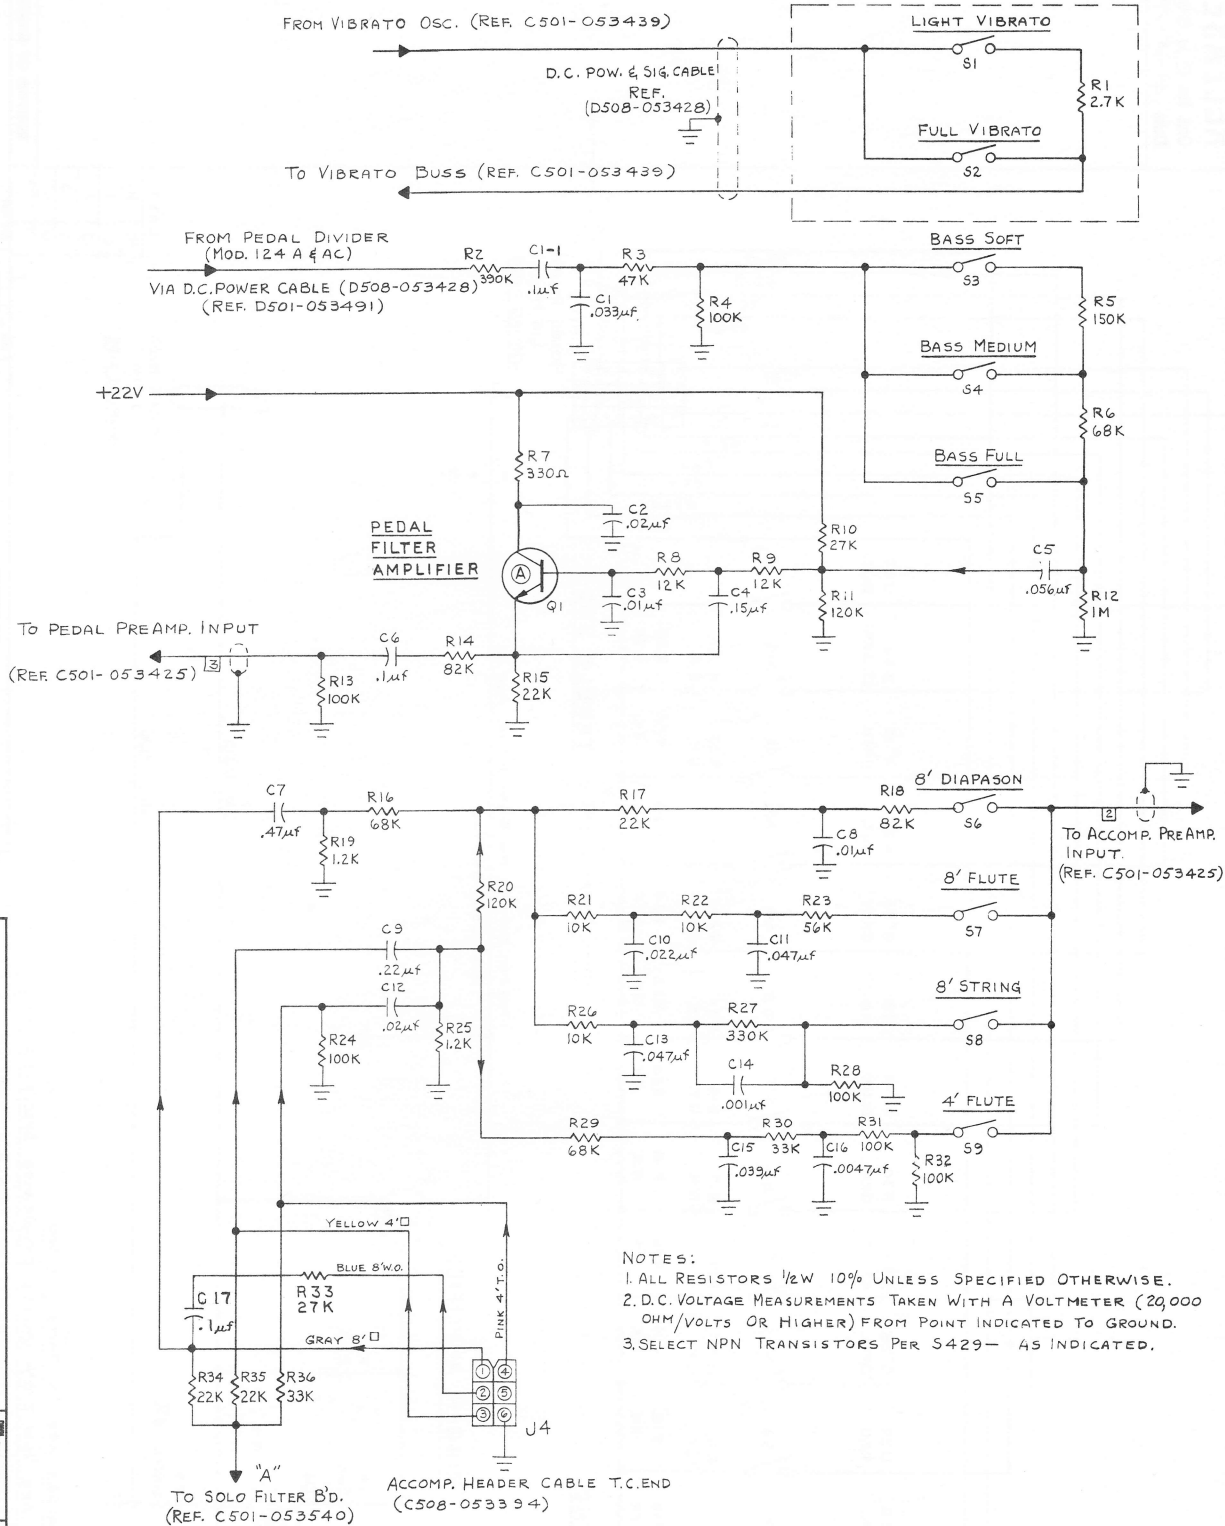 FROM VIBRATO OSC. (REF. C501-053439)
LIGHT VIBRATO
S1
D.C. POW. & SIG. CABLE
REF.
(D508-053428)
R1
2.7K
FULL VIBRATO
S2
TO VIBRATO BUSS (REF. C501-053439)
FROM PEDAL DIVIDER
(MOD. 124 A & AC)
VIA D.C. POWER CABLE (D508-053428)
(REF. D501-053491)
R2
390K
C1-1
.1µf
C1
.033µf
R3
47K
R4
100K
BASS SOFT
S3
R5
150K
BASS MEDIUM
S4
R6
68K
BASS FULL
S5
+22V
R7
330Ω
C2
.02µf
PEDAL
FILTER
AMPLIFIER
A
Q1
R8
12K
R9
12K
C3
.01µf
C4
.15µf
R10
27K
R11
120K
C5
.056µf
R12
1M
TO PEDAL PREAMP. INPUT
(REF. C501-053425)
3
R13
100K
C6
.1µf
R14
82K
R15
22K
C7
.47µf
R16
68K
R19
1.2K
R17
22K
C8
.01µf
R18
82K
8' DIAPASON
S6
2
TO ACCOMP. PREAMP.
INPUT.
(REF. C501-053425)
R20
120K
R21
10K
C10
.022µf
R22
10K
C11
.047µf
R23
56K
8' FLUTE
S7
C9
.22µf
C12
.02µf
R24
100K
R25
1.2K
R26
10K
C13
.047µf
R27
330K
C14
.001µf
R28
100K
8' STRING
S8
R29
68K
C15
.039µf
R30
33K
C16
.0047µf
R31
100K
R32
100K
4' FLUTE
S9
YELLOW 4'□
BLUE 8'W.O.
R33
27K
C17
.1µf
GRAY 8'□
PINK 4'T.O.
R34
22K
R35
22K
R36
33K
1
4
2
5
3
6
J4
"A"
TO SOLO FILTER B'D.
(REF. C501-053540)
ACCOMP. HEADER CABLE T.C. END
(C508-053394)
NOTES:
1. ALL RESISTORS 1/2W 10% UNLESS SPECIFIED OTHERWISE.
2. D.C. VOLTAGE MEASUREMENTS TAKEN WITH A VOLTMETER (20,000
OHM/VOLTS OR HIGHER) FROM POINT INDICATED TO GROUND.
3. SELECT NPN TRANSISTORS PER S429— AS INDICATED.